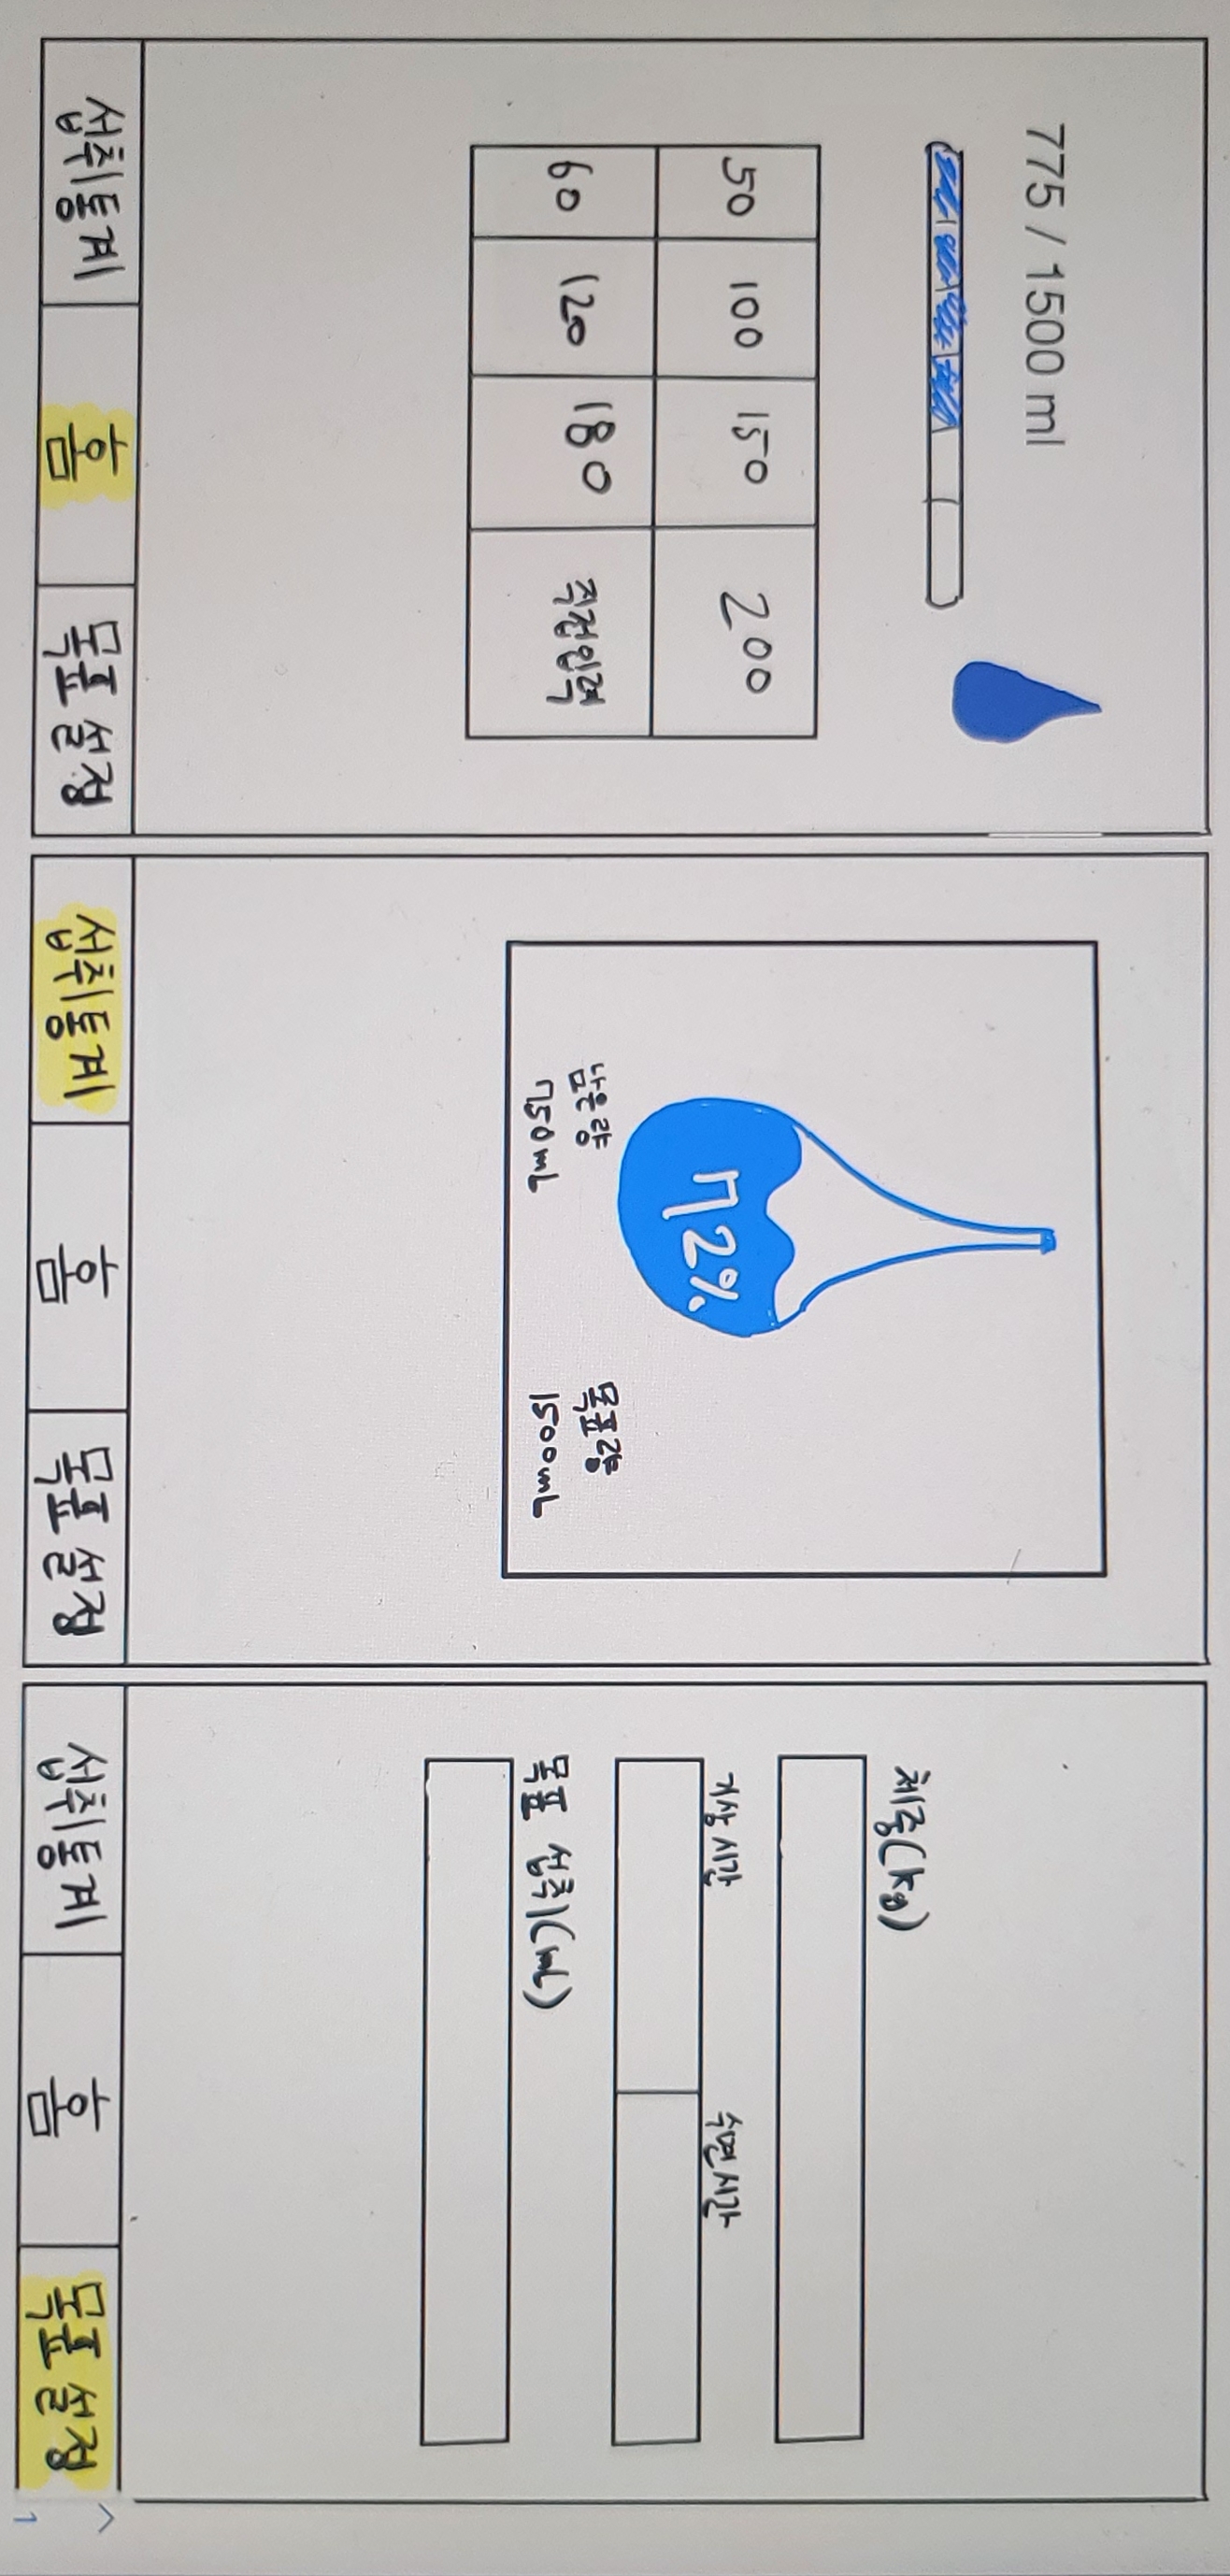 775 / 1500 ml
50 100 150 200
60 120 180 직접입력
섭취통계 홈 목표 설정
72%
남은량 목표량
750mL 1500mL
섭취통계 홈 목표 설정
체중(kg)
기상 시간 수면 시간
목표 섭취(mL)
섭취통계 홈 목표 설정
1